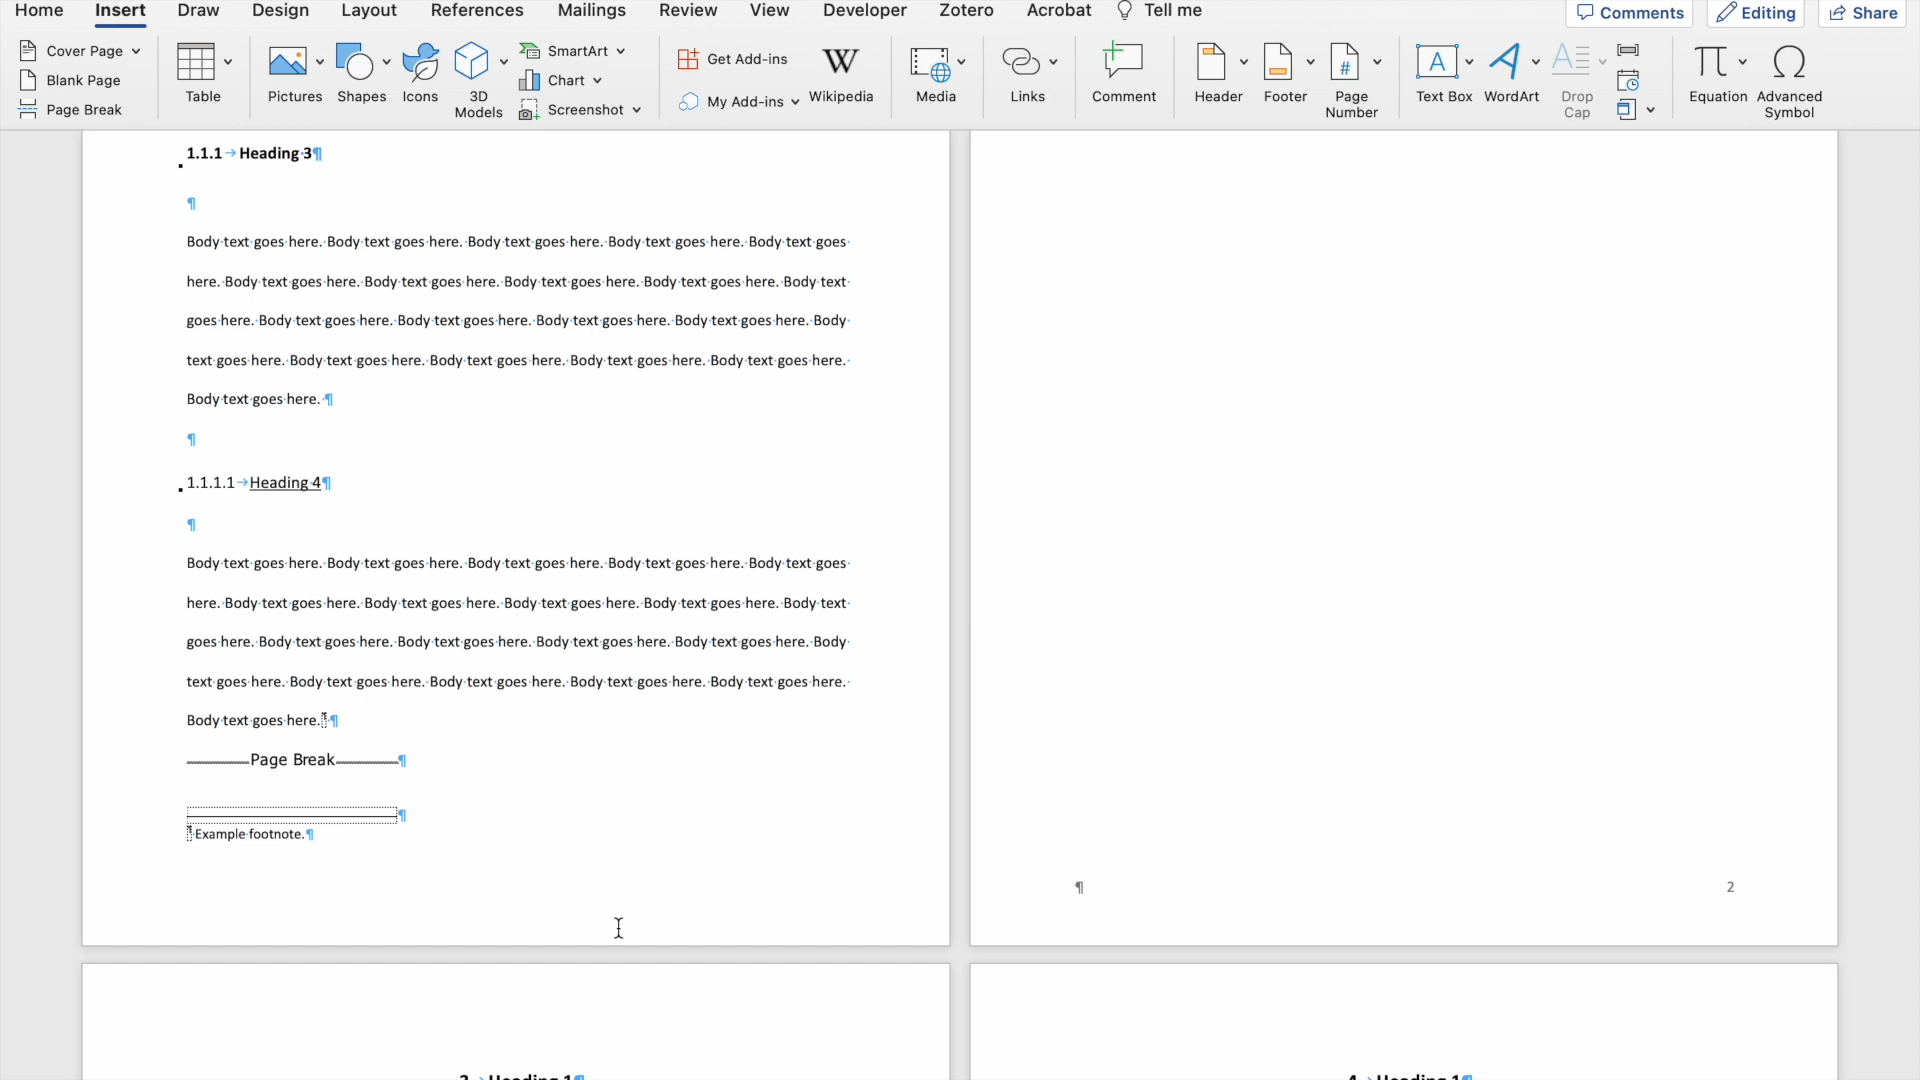 Home Insert Draw Design Layout References Mailings Review View Developer Zotero Acrobat Tell me
Comments Editing Share
Cover Page
Blank Page
Page Break
Table
Pictures
Shapes
Icons
3D
Models
SmartArt
Chart
Screenshot
Get Add-ins
My Add-ins
Wikipedia
Media
Links
Comment
Header
Footer
Page
Number
Text Box
WordArt
Drop
Cap
Equation
Advanced
Symbol
1.1.1→Heading·3¶
¶
Body·text·goes·here.·Body·text·goes·here.·Body·text·goes·here.·Body·text·goes·here.·Body·text·goes·
here.·Body·text·goes·here.·Body·text·goes·here.·Body·text·goes·here.·Body·text·goes·here.·Body·text·
goes·here.·Body·text·goes·here.·Body·text·goes·here.·Body·text·goes·here.·Body·text·goes·here.·Body·
text·goes·here.·Body·text·goes·here.·Body·text·goes·here.·Body·text·goes·here.·Body·text·goes·here.·
Body·text·goes·here.·¶
¶
1.1.1.1→Heading·4¶
¶
Body·text·goes·here.·Body·text·goes·here.·Body·text·goes·here.·Body·text·goes·here.·Body·text·goes·
here.·Body·text·goes·here.·Body·text·goes·here.·Body·text·goes·here.·Body·text·goes·here.·Body·text·
goes·here.·Body·text·goes·here.·Body·text·goes·here.·Body·text·goes·here.·Body·text·goes·here.·Body·
text·goes·here.·Body·text·goes·here.·Body·text·goes·here.·Body·text·goes·here.·Body·text·goes·here.·
Body·text·goes·here.¹·¶
Page Break¶
¶
¹·Example·footnote.¶
¶ 2
3→Heading·1¶
4→Heading·1¶